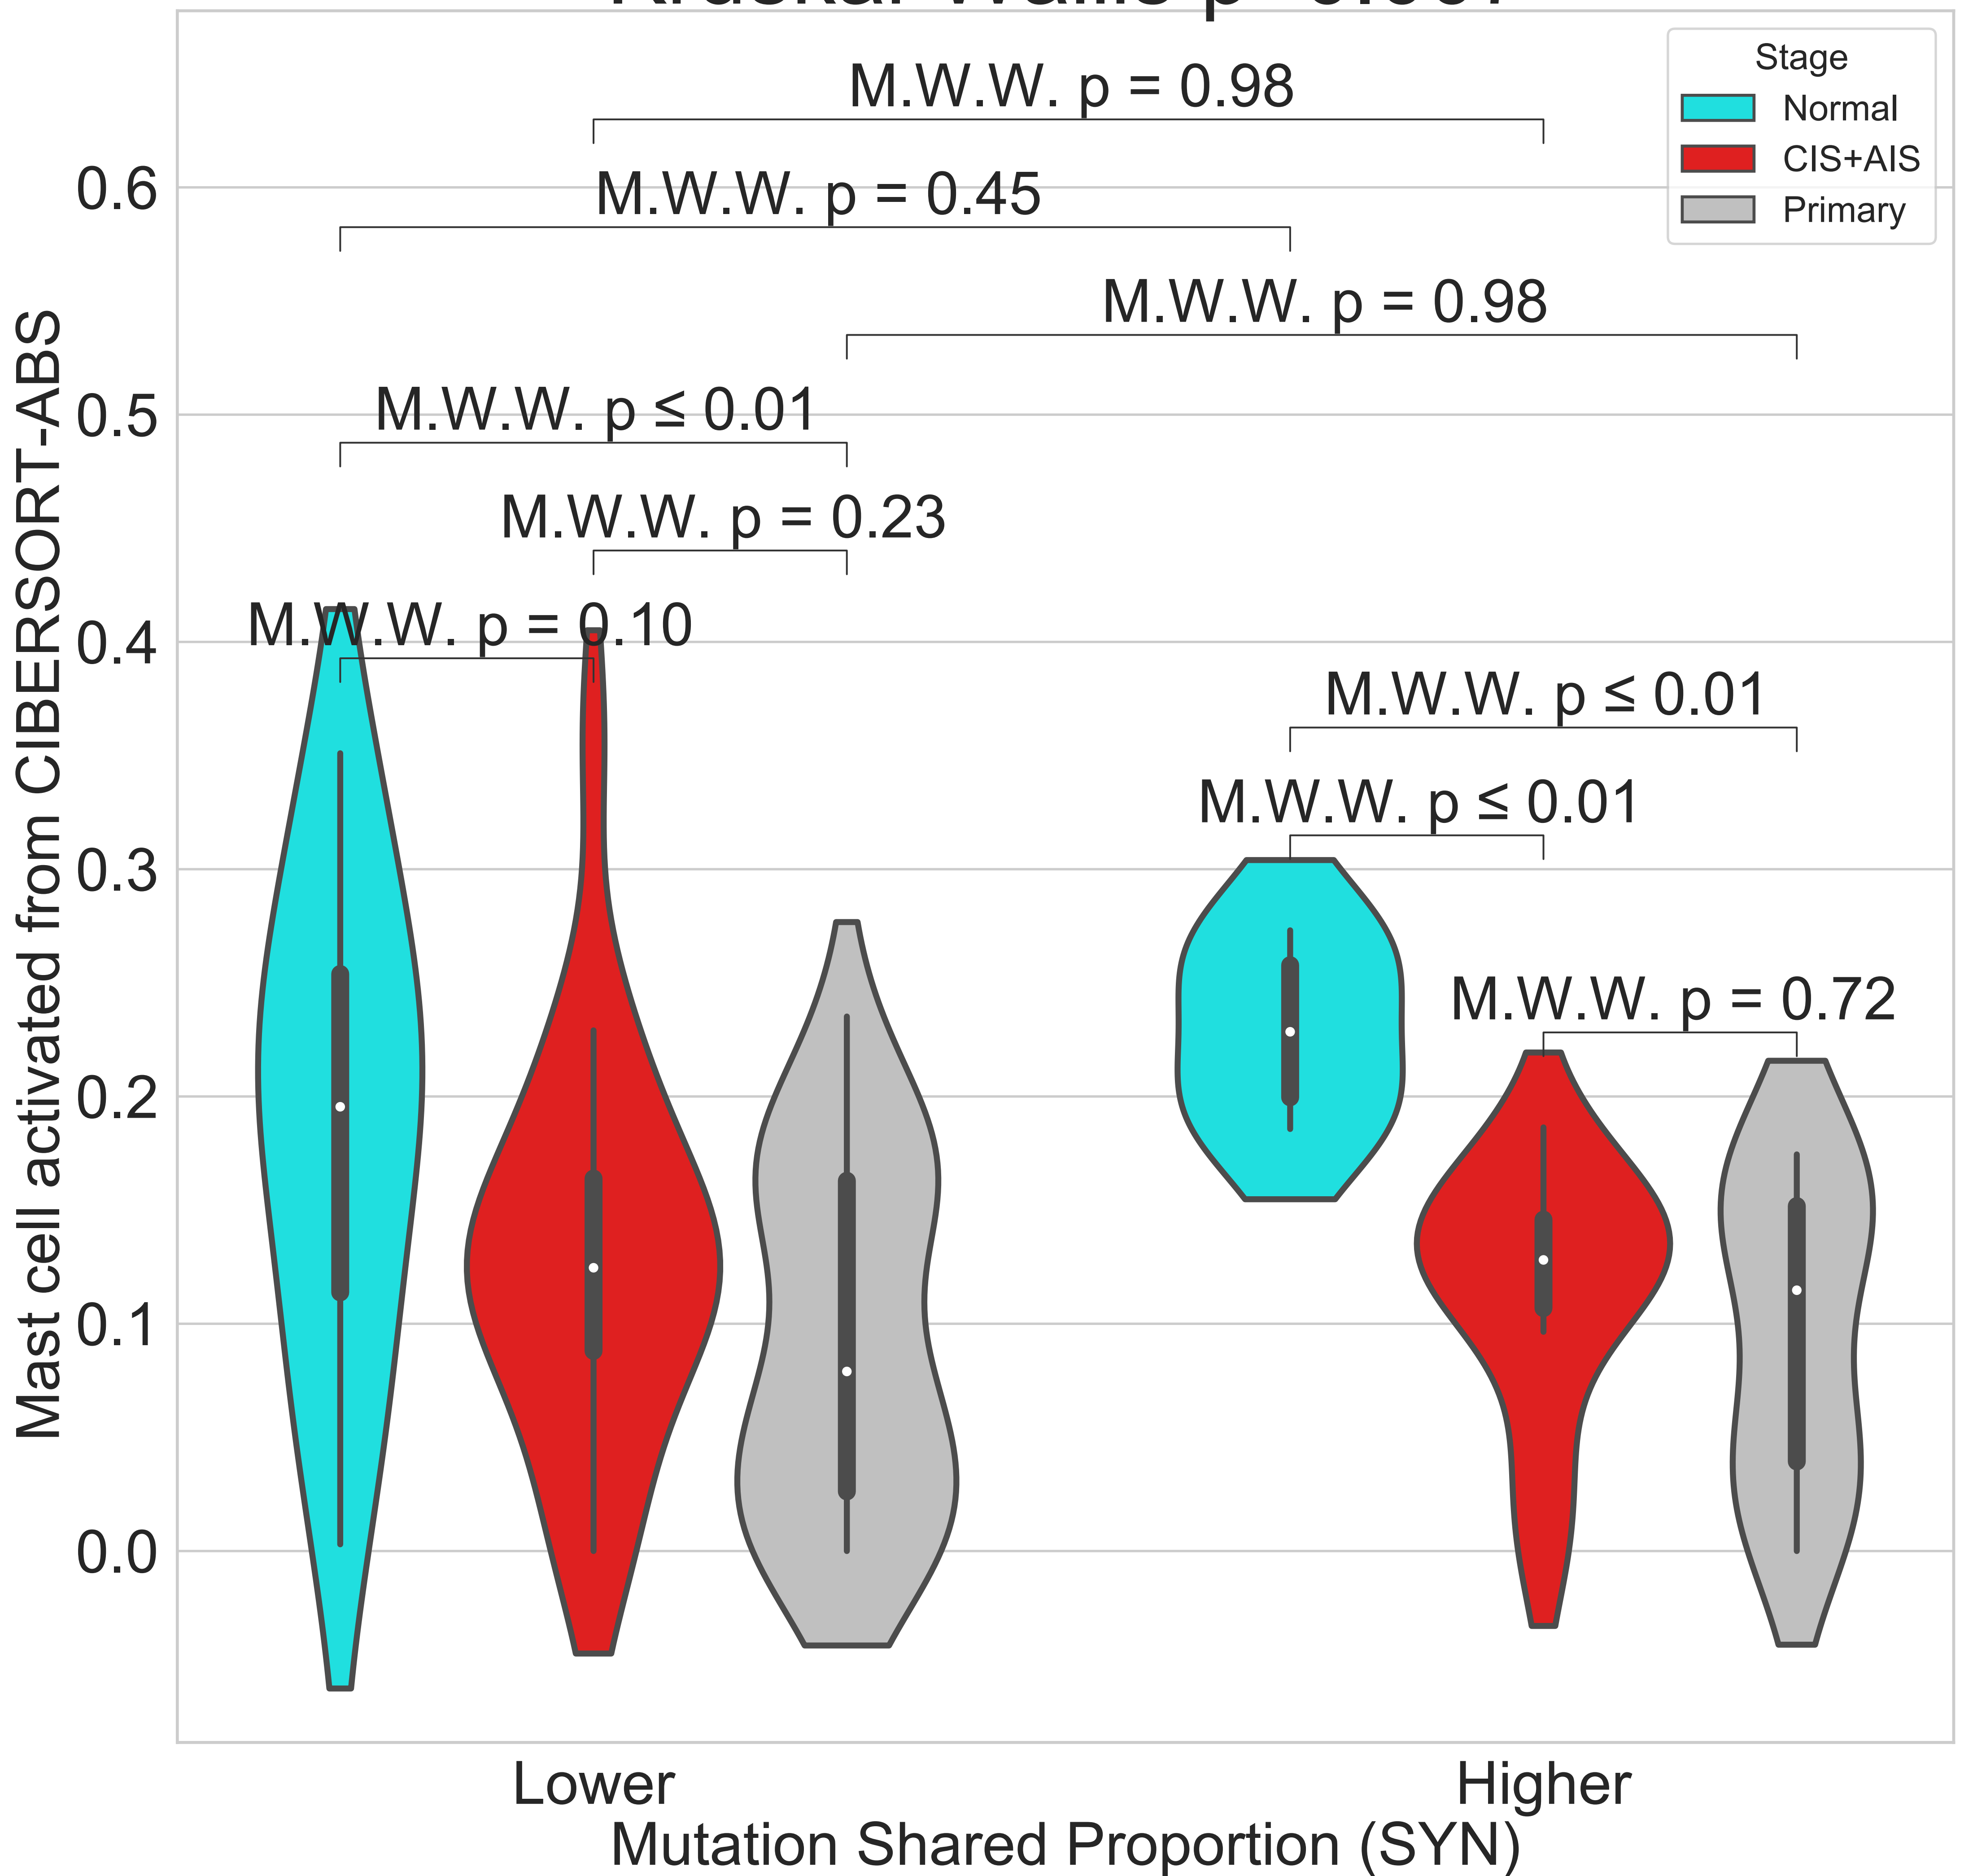 Stage
Normal
CIS+AIS
Primary
M.W.W. p = 0.98
M.W.W. p = 0.45
M.W.W. p = 0.98
M.W.W. p ≤ 0.01
M.W.W. p = 0.23
M.W.W. p = 0.10
M.W.W. p ≤ 0.01
M.W.W. p ≤ 0.01
M.W.W. p = 0.72
Mast cell activated from CIBERSORT-ABS
0.6
0.5
0.4
0.3
0.2
0.1
0.0
Lower
Higher
Mutation Shared Proportion (SYN)